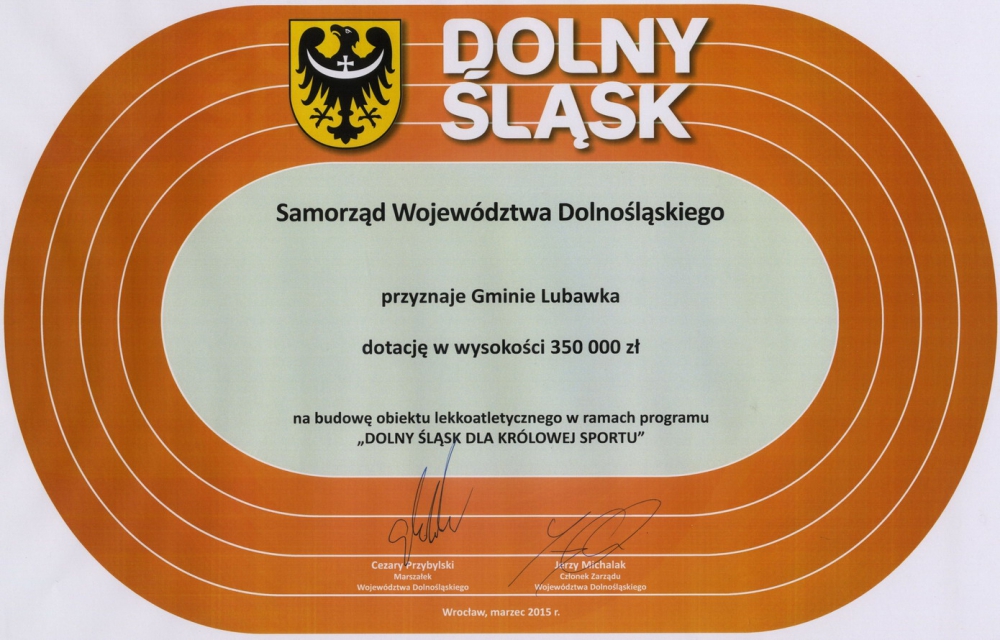 DOLNY
ŚLĄSK
Samorząd Województwa Dolnośląskiego
przyznaje Gminie Lubawka
dotację w wysokości 350 000 zł
na budowę obiektu lekkoatletycznego w ramach programu
„DOLNY ŚLĄSK DLA KRÓLOWEJ SPORTU”
Cezary Przybylski
Marszałek
Województwa Dolnośląskiego
Jerzy Michalak
Członek Zarządu
Województwa Dolnośląskiego
Wrocław, marzec 2015 r.